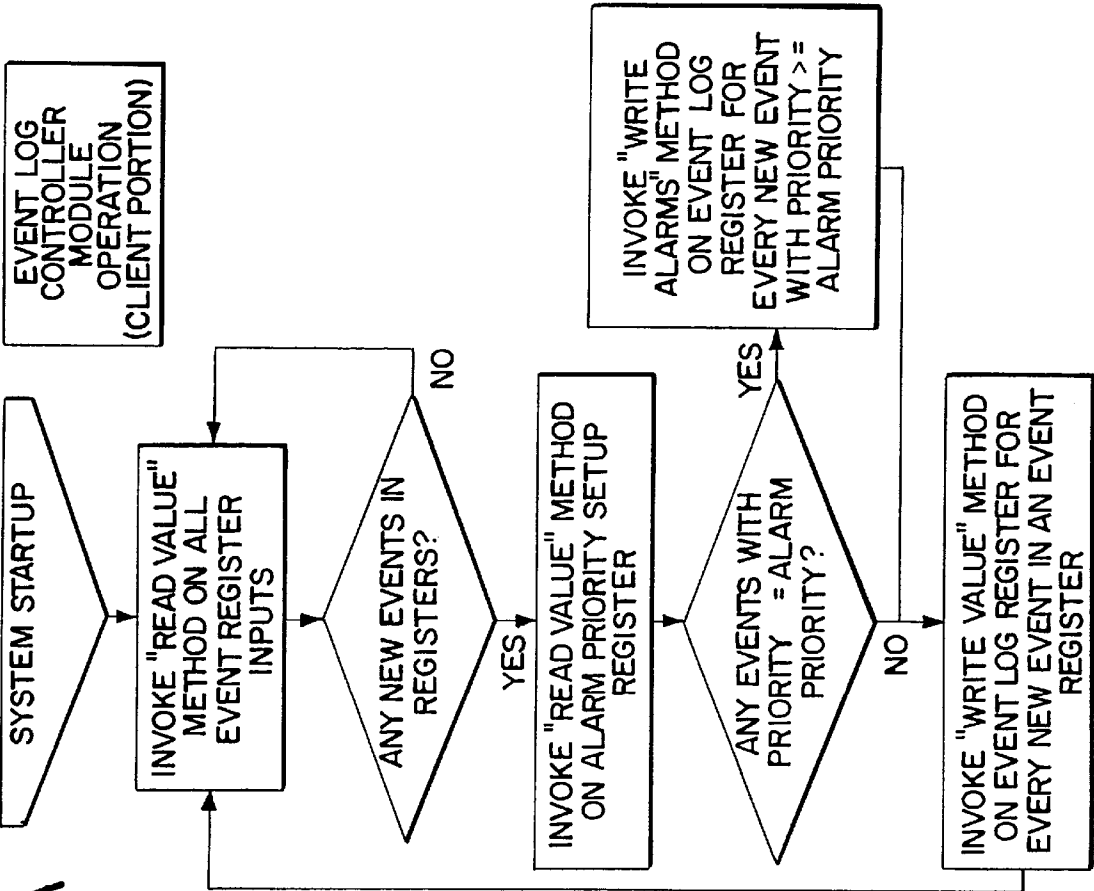 EVENT LOG
CONTROLLER
MODULE
OPERATION
(CLIENT PORTION)
SYSTEM STARTUP
INVOKE "READ VALUE"
METHOD ON ALL
EVENT REGISTER
INPUTS
ANY NEW EVENTS IN
REGISTERS?
NO
YES
INVOKE "READ VALUE" METHOD
ON ALARM PRIORITY SETUP
REGISTER
ANY EVENTS WITH
PRIORITY = ALARM
PRIORITY?
YES
INVOKE "WRITE
ALARMS" METHOD
ON EVENT LOG
REGISTER FOR
EVERY NEW EVENT
WITH PRIORITY >=
ALARM PRIORITY
NO
INVOKE "WRITE VALUE" METHOD
ON EVENT LOG REGISTER FOR
EVERY NEW EVENT IN AN EVENT
REGISTER